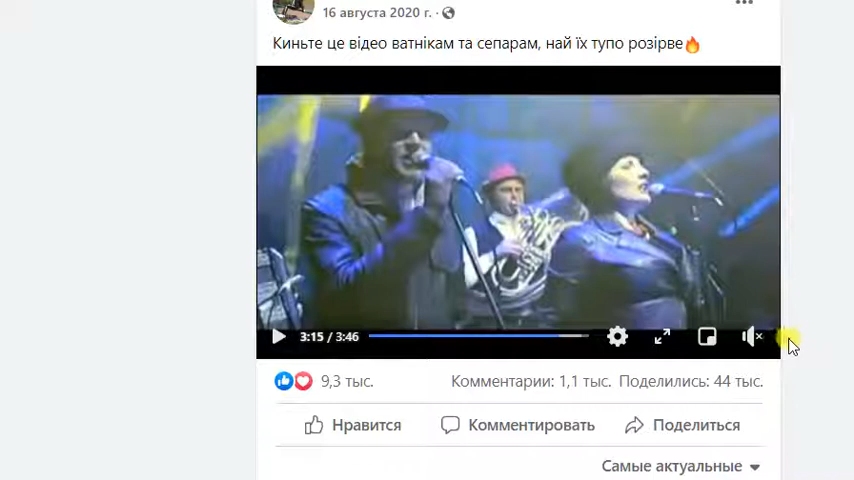 16 августа 2020 г. ·
Киньте це відео ватнікам та сепарам, най їх тупо розірве🔥
3:15 / 3:46
9,3 тыс. Комментарии: 1,1 тыс. Поделились: 44 тыс.
Нравится Комментировать Поделиться
Самые актуальные